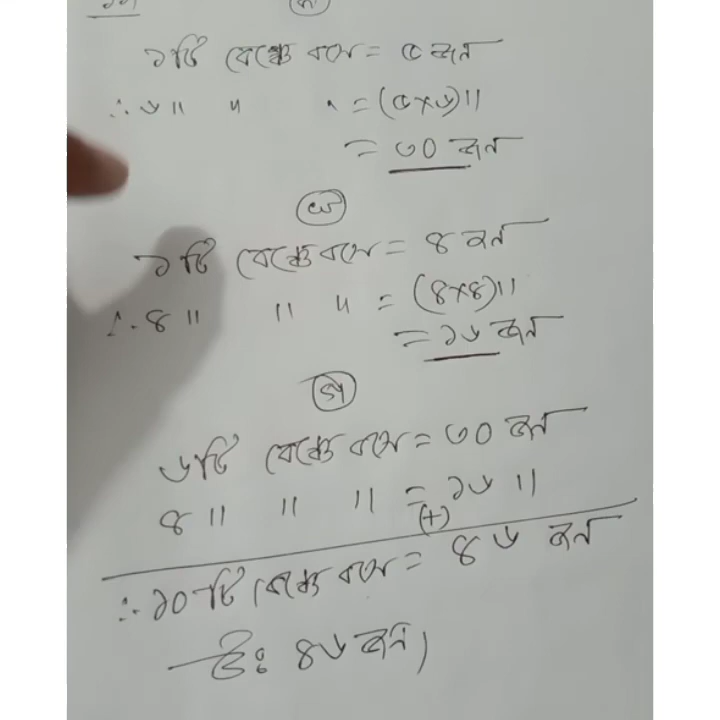 (ক)
১টি বেঞ্চে বসে = ৫ জন
∴ ৬ ॥ ॥ ॥ = (৫×৬) ॥
= ৩০ জন
(খ)
১টি বেঞ্চে বসে = ৪ জন
∴ ৪ ॥ ॥ ॥ = (৪×৪) ॥
= ১৬ জন
(গ)
৬টি বেঞ্চে বসে = ৩০ জন
৪ ॥ ॥ ॥ = ১৬ ॥
(+)
∴ ১০টি বেঞ্চে বসে = ৪৬ জন
উঃ ৪৬ জন।